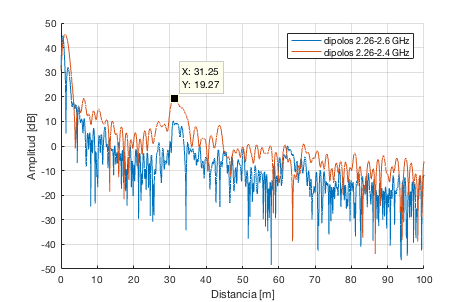 50
40
30
20
10
0
-10
-20
-30
-40
-50
Amplitud [dB]
dipolos 2.26-2.6 GHz
dipolos 2.26-2.4 GHz
X: 31.25
Y: 19.27
0 10 20 30 40 50 60 70 80 90 100
Distancia [m]